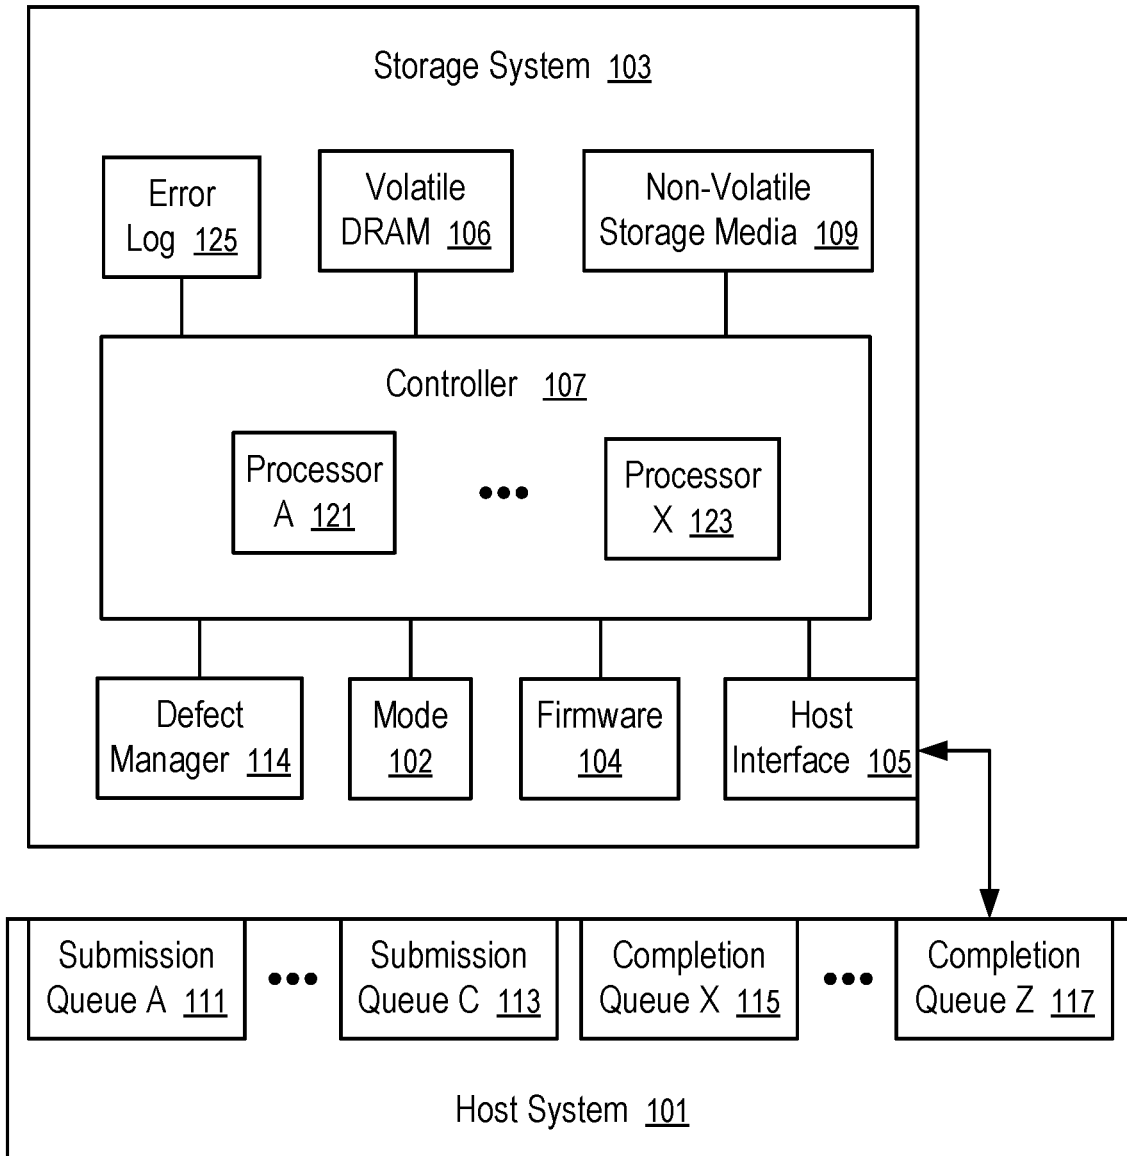 Storage System 103
Error
Log 125
Volatile
DRAM 106
Non-Volatile
Storage Media 109
Controller 107
Processor
A 121
Processor
X 123
Defect
Manager 114
Mode
102
Firmware
104
Host
Interface 105
Submission
Queue A 111
Submission
Queue C 113
Completion
Queue X 115
Completion
Queue Z 117
Host System 101